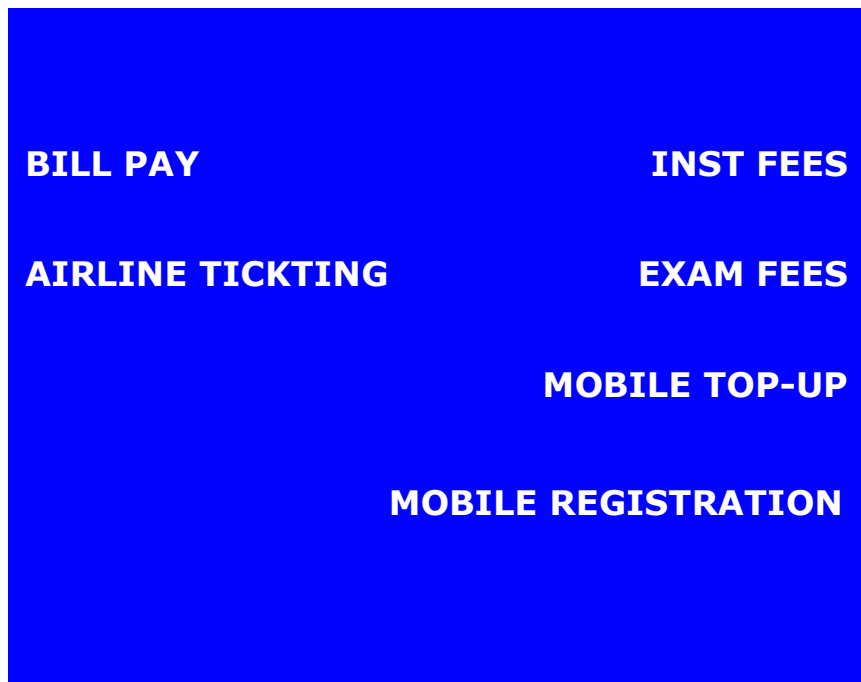 BILL PAY INST FEES
AIRLINE TICKTING EXAM FEES
MOBILE TOP-UP
MOBILE REGISTRATION